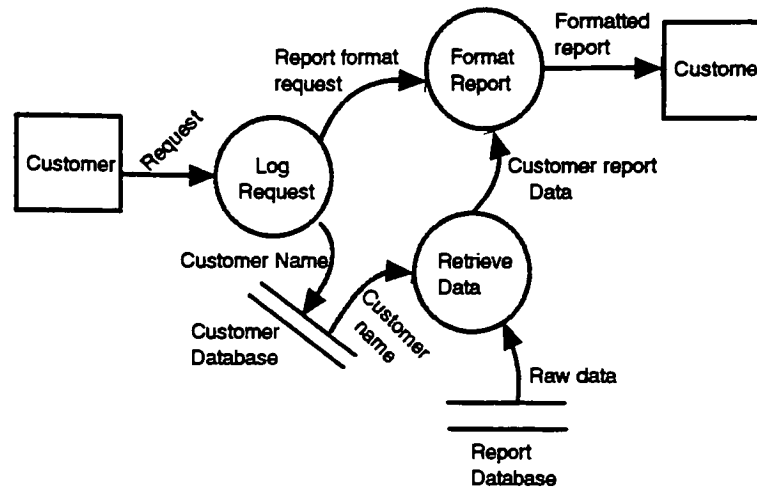 Formatted
report
Report format
request
Format
Report
Customer
Request
Customer
Log
Request
Customer report
Data
Customer Name
Retrieve
Data
Customer
name
Customer
Database
Raw data
Report
Database